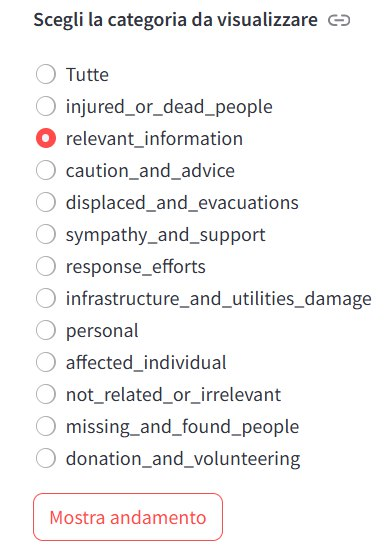 Scegli la categoria da visualizzare
Tutte
injured_or_dead_people
relevant_information
caution_and_advice
displaced_and_evacuations
sympathy_and_support
response_efforts
infrastructure_and_utilities_damage
personal
affected_individual
not_related_or_irrelevant
missing_and_found_people
donation_and_volunteering
Mostra andamento